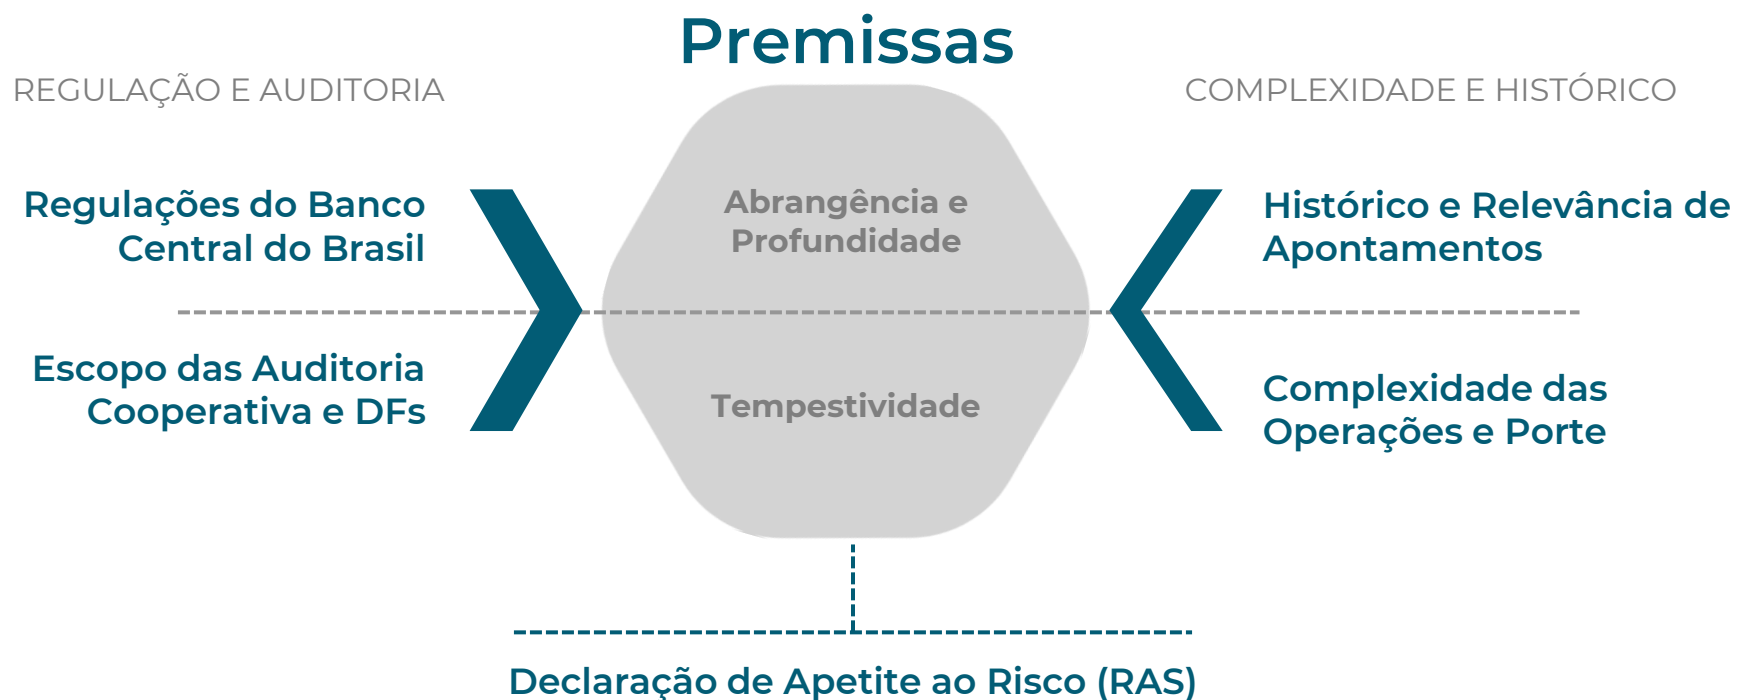 Premissas
REGULAÇÃO E AUDITORIA
Regulações do Banco
Central do Brasil
Escopo das Auditoria
Cooperativa e DFs
Abrangência e
Profundidade
Tempestividade
COMPLEXIDADE E HISTÓRICO
Histórico e Relevância de
Apontamentos
Complexidade das
Operações e Porte
Declaração de Apetite ao Risco (RAS)